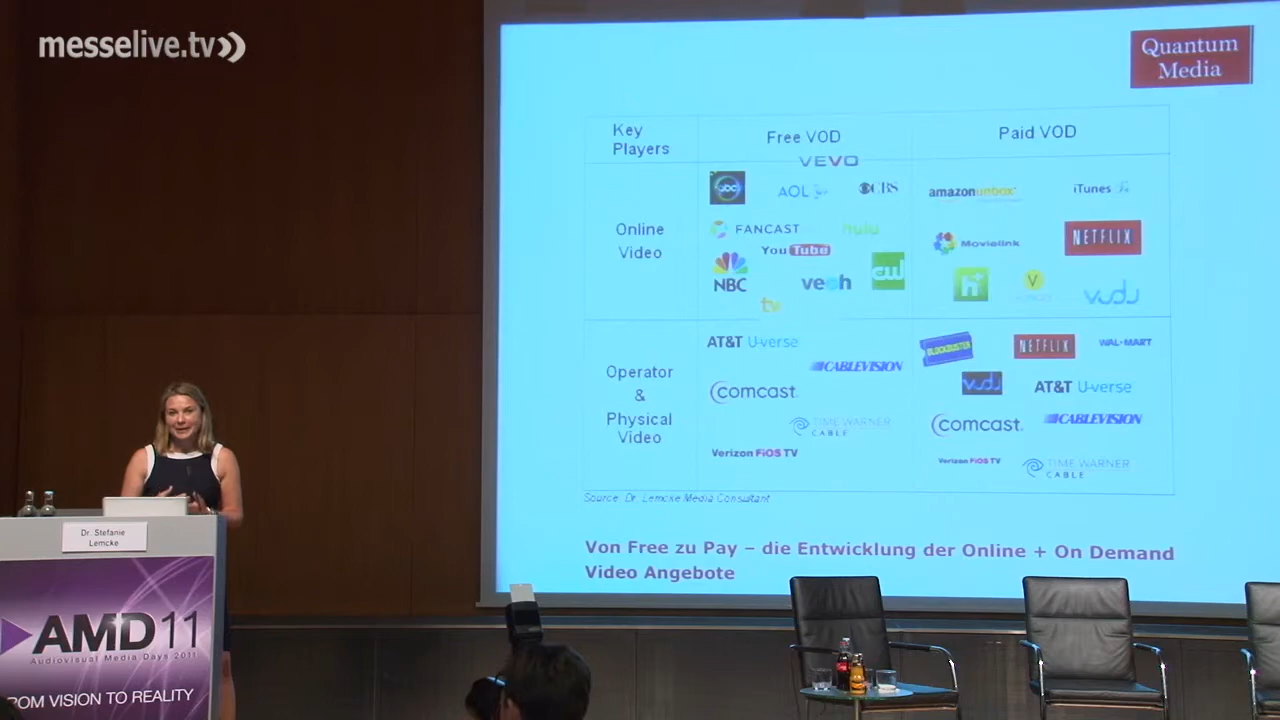 messelive.tv
Quantum
Media
Key
Players
Free VOD
Paid VOD
Online
Video
VEVO
abc
AOL
CBS
FANCAST
hulu
YouTube
NBC
veoh
cw
tv
amazonunbox
iTunes
Movielink
NETFLIX
h+
V
vudu
Operator
&
Physical
Video
AT&T U-verse
CABLEVISION
comcast.
TIME WARNER
CABLE
Verizon FiOS TV
BLOCKBUSTER
NETFLIX
WAL-MART
vudu
AT&T U-verse
comcast.
CABLEVISION
Verizon FiOS TV
TIME WARNER
CABLE
Source: Dr. Lemcke Media Consultant
Von Free zu Pay – die Entwicklung der Online + On Demand
Video Angebote
Dr. Stefanie
Lemcke
AMD11
Audiovisual Media Days 2011
ROM VISION TO REALITY